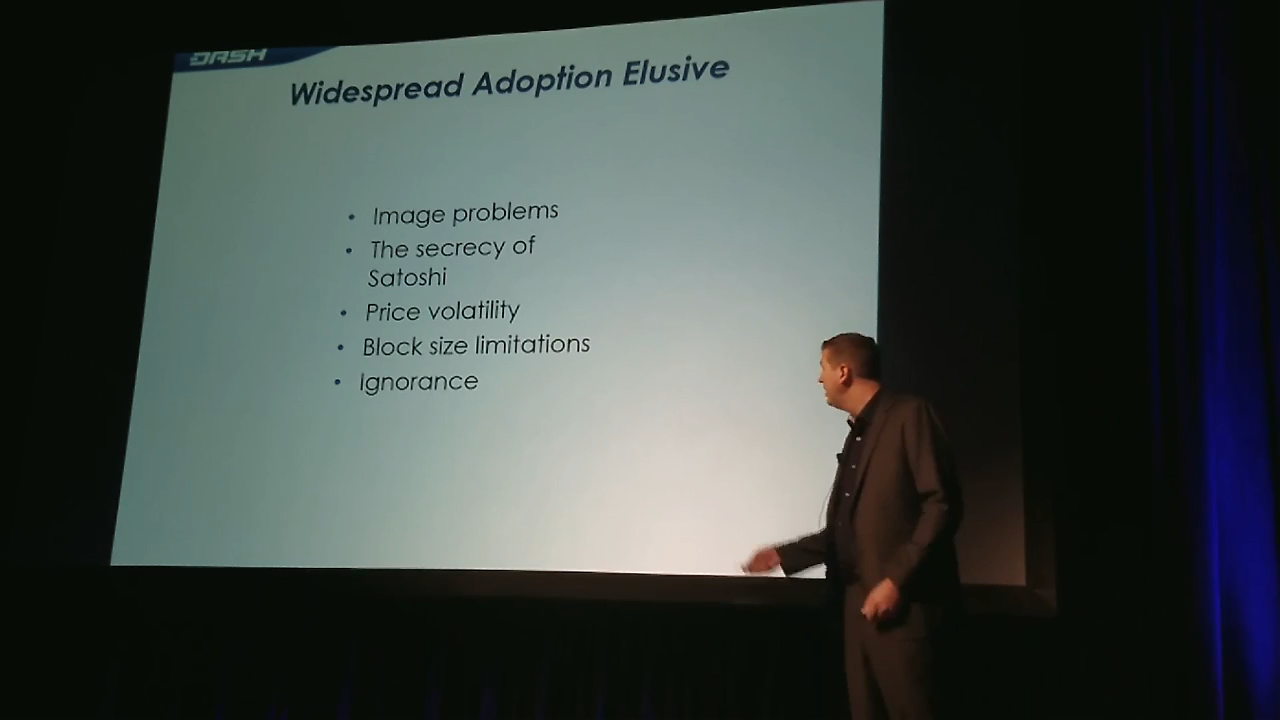 DASH
Widespread Adoption Elusive
• Image problems
• The secrecy of
Satoshi
• Price volatility
• Block size limitations
• Ignorance